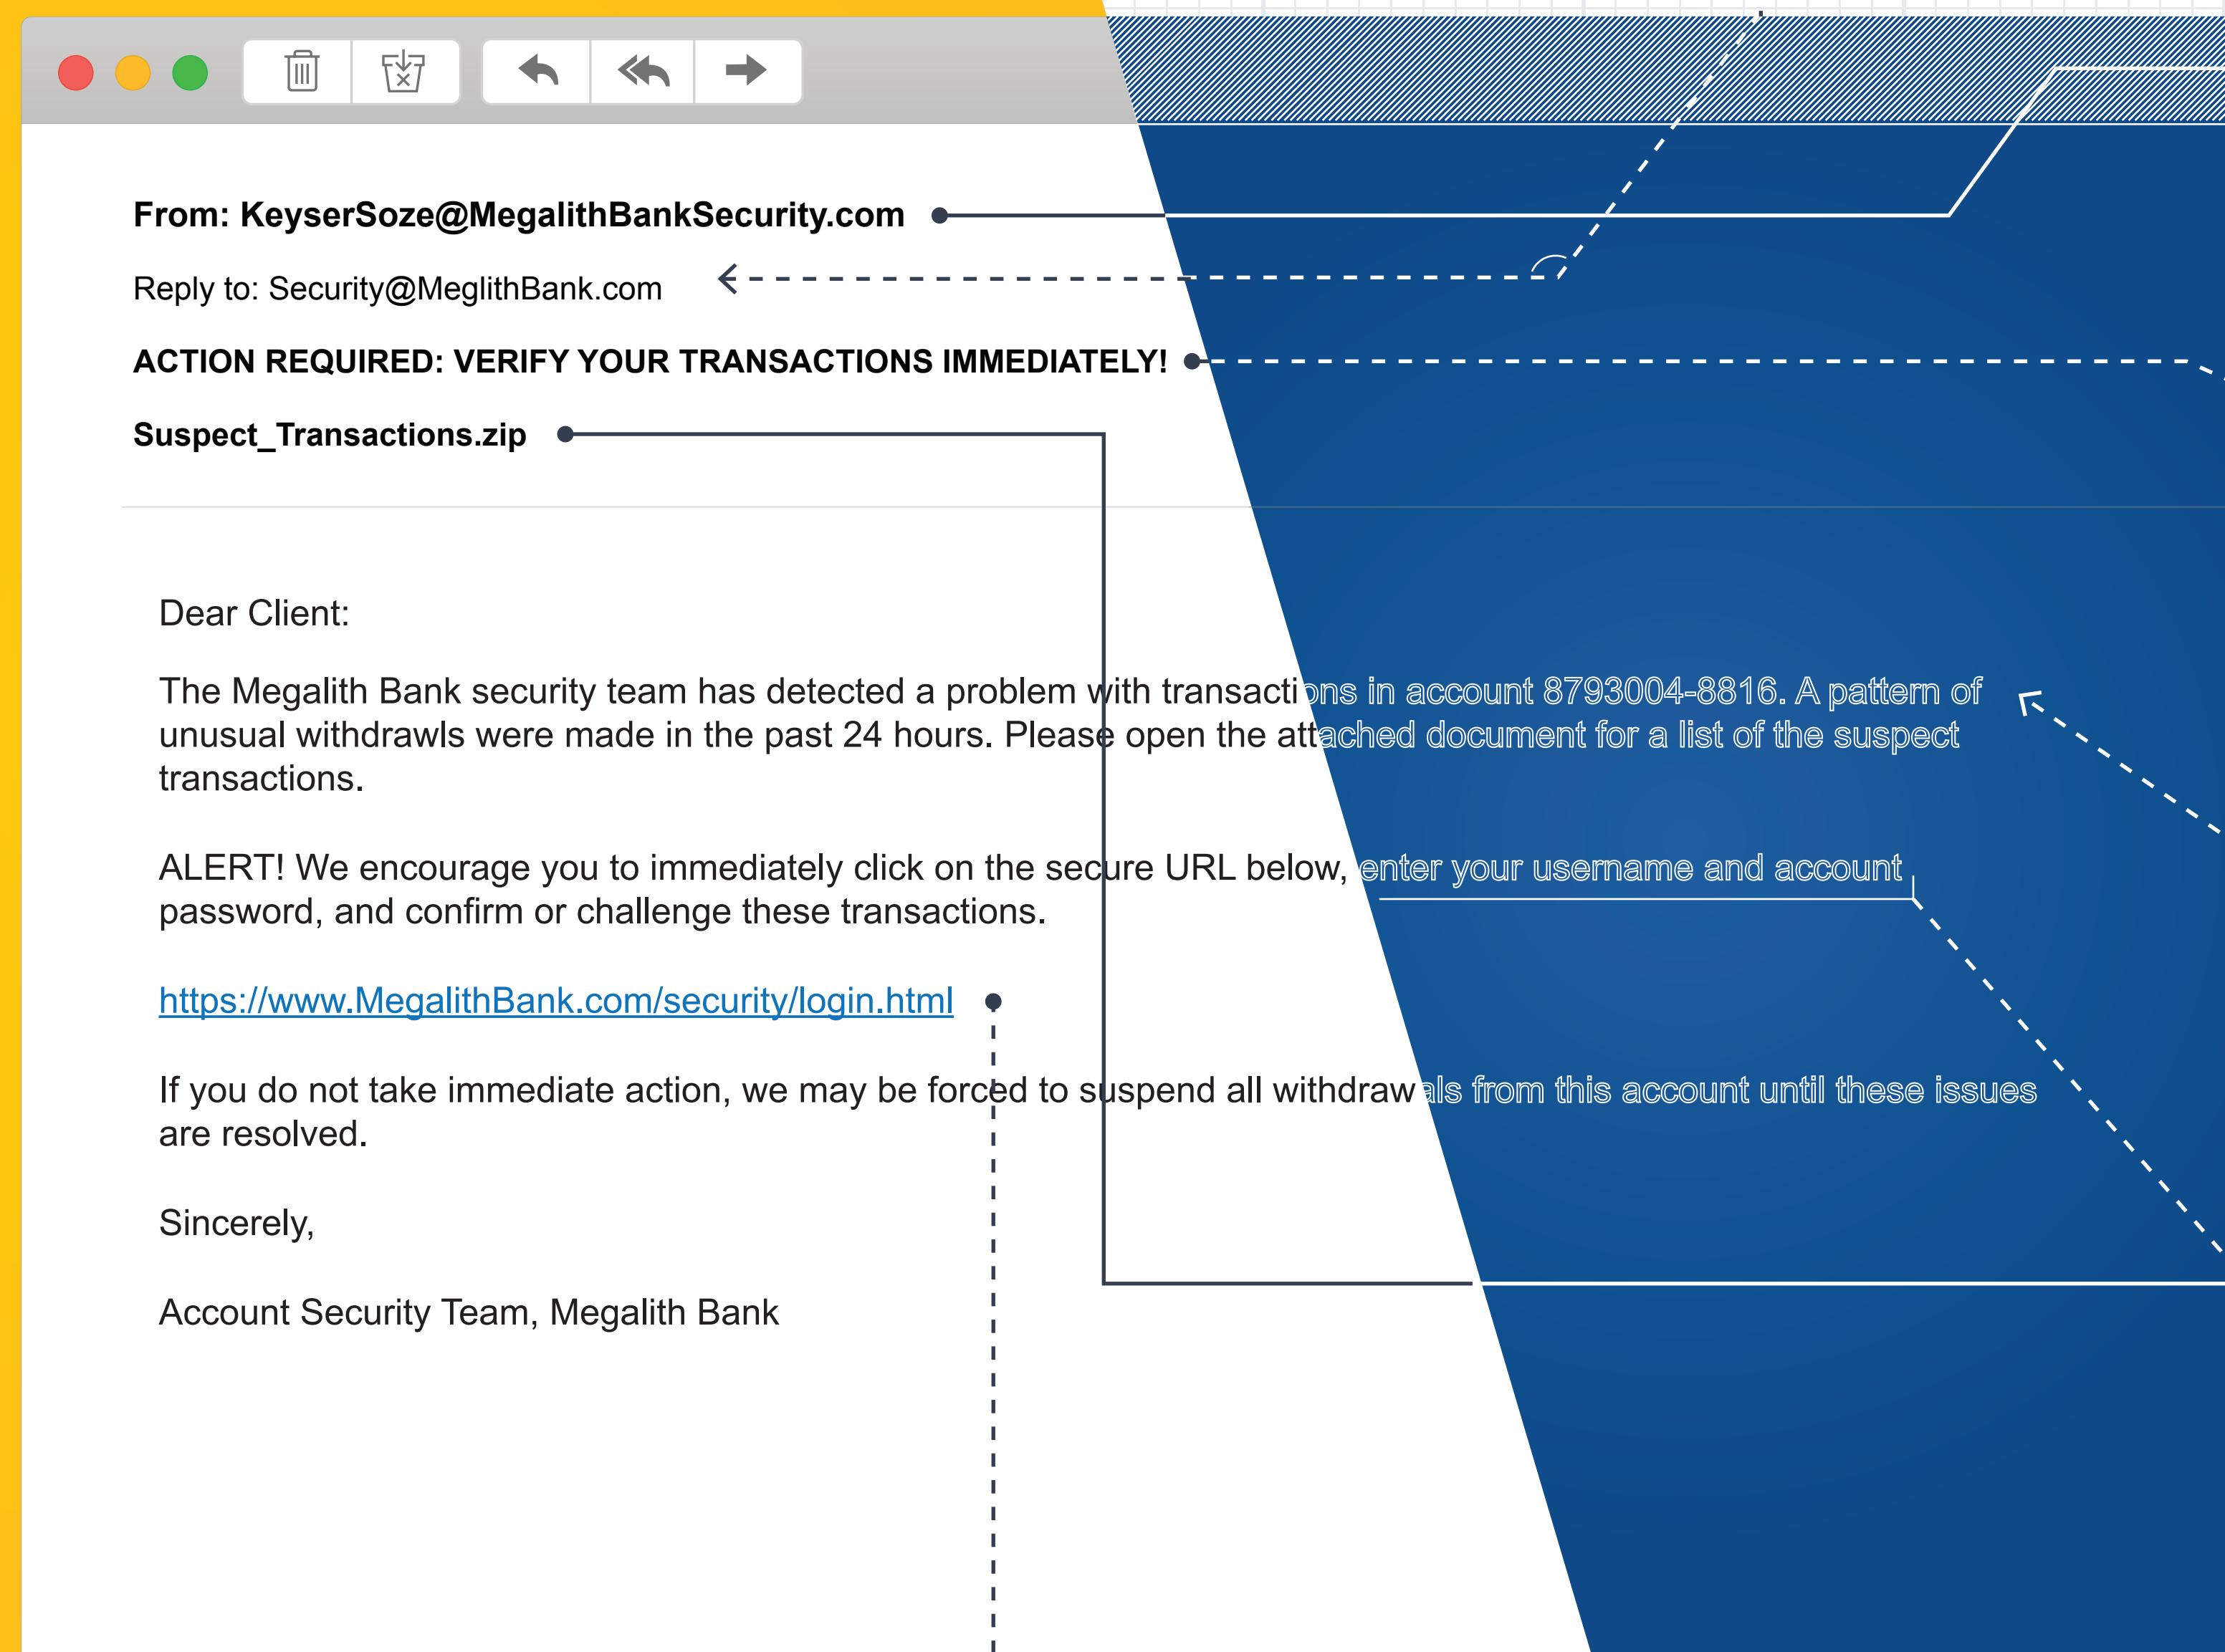 From: KeyserSoze@MegalithBankSecurity.com
Reply to: Security@MeglithBank.com
ACTION REQUIRED: VERIFY YOUR TRANSACTIONS IMMEDIATELY!
Suspect_Transactions.zip
Dear Client:
The Megalith Bank security team has detected a problem with transactions in account 8793004-8816. A pattern of
unusual withdrawls were made in the past 24 hours. Please open the attached document for a list of the suspect
transactions.
ALERT! We encourage you to immediately click on the secure URL below, enter your username and account
password, and confirm or challenge these transactions.
https://www.MegalithBank.com/security/login.html
If you do not take immediate action, we may be forced to suspend all withdrawals from this account until these issues
are resolved.
Sincerely,
Account Security Team, Megalith Bank